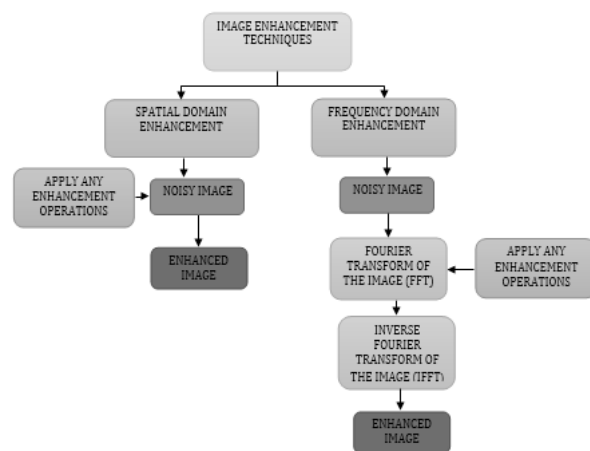 IMAGE ENHANCEMENT
TECHNIQUES
SPATIAL DOMAIN
ENHANCEMENT
FREQUENCY DOMAIN
ENHANCEMENT
APPLY ANY
ENHANCEMENT
OPERATIONS
NOISY IMAGE
NOISY IMAGE
ENHANCED
IMAGE
FOURIER
TRANSFORM OF
THE IMAGE (FFT)
APPLY ANY
ENHANCEMENT
OPERATIONS
INVERSE
FOURIER
TRANSFORM OF
THE IMAGE (IFFT)
ENHANCED
IMAGE